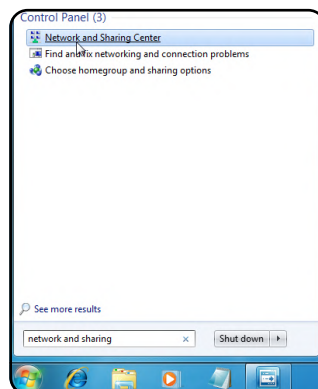 Control Panel (3)
Network and Sharing Center
Find and fix networking and connection problems
Choose homegroup and sharing options
See more results
network and sharing
Shut down